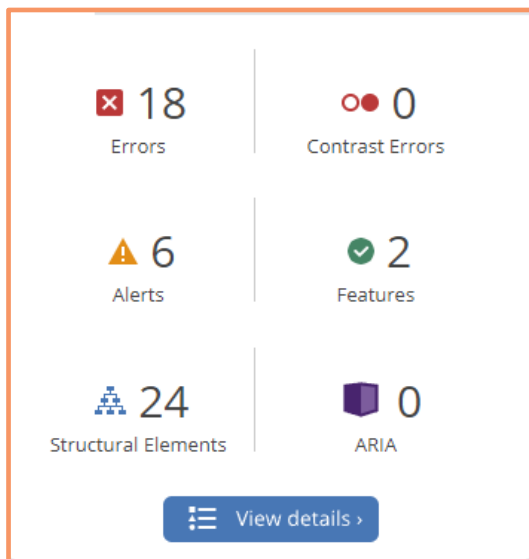 18
Errors
0
Contrast Errors
6
Alerts
2
Features
24
Structural Elements
0
ARIA
View details ›